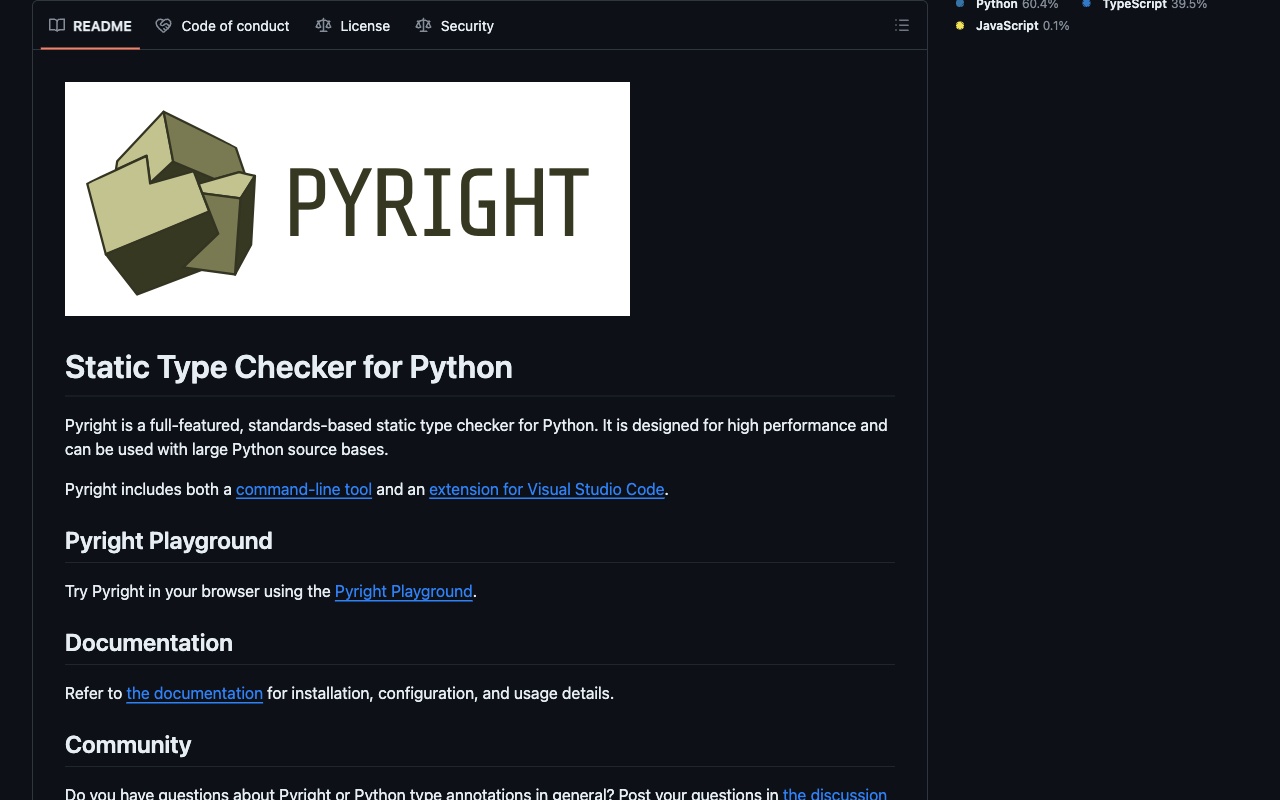 Python 60.4% TypeScript 39.5%
JavaScript 0.1%
README Code of conduct License Security
PYRIGHT
Static Type Checker for Python
Pyright is a full-featured, standards-based static type checker for Python. It is designed for high performance and
can be used with large Python source bases.
Pyright includes both a command-line tool and an extension for Visual Studio Code.
Pyright Playground
Try Pyright in your browser using the Pyright Playground.
Documentation
Refer to the documentation for installation, configuration, and usage details.
Community
Do you have questions about Pyright or Python type annotations in general? Post your questions in the discussion